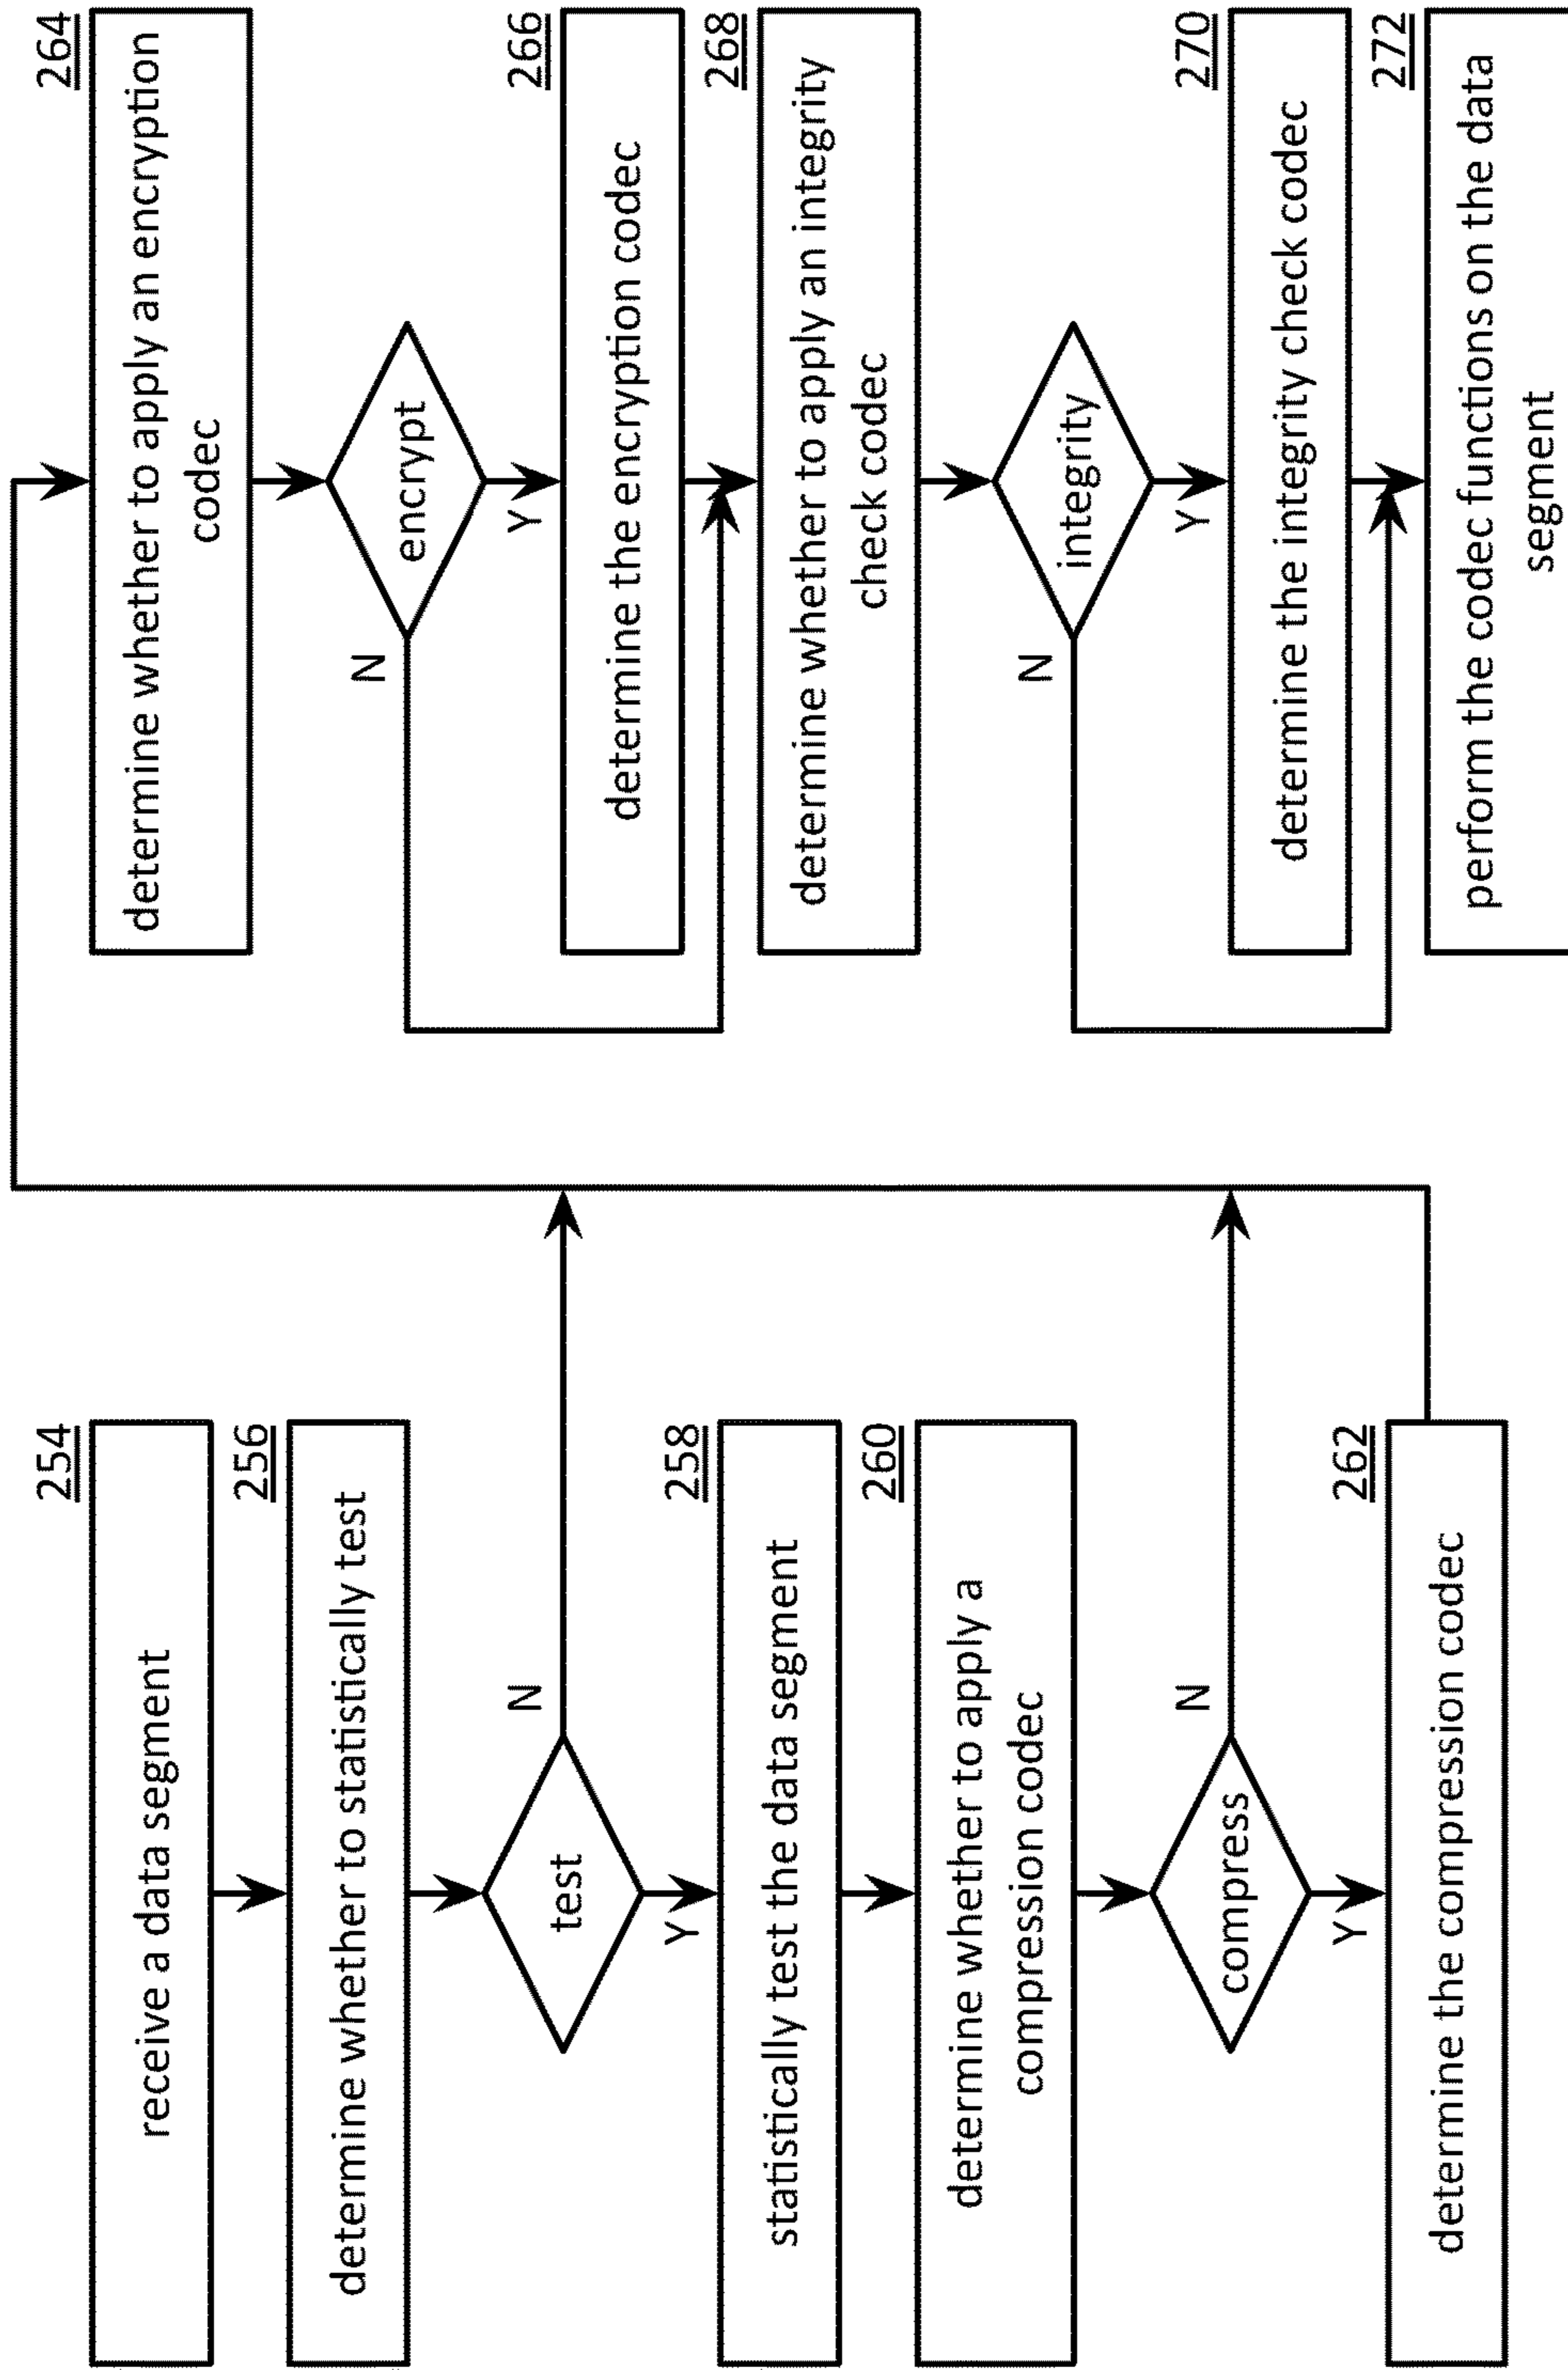 254
receive a data segment
256
determine whether to statistically test
test
N
Y
258
statistically test the data segment
260
determine whether to apply a
compression codec
compress
N
Y
262
determine the compression codec
264
determine whether to apply an encryption
codec
encrypt
N
Y
266
determine the encryption codec
268
determine whether to apply an integrity
check codec
integrity
N
Y
270
determine the integrity check codec
272
perform the codec functions on the data
segment